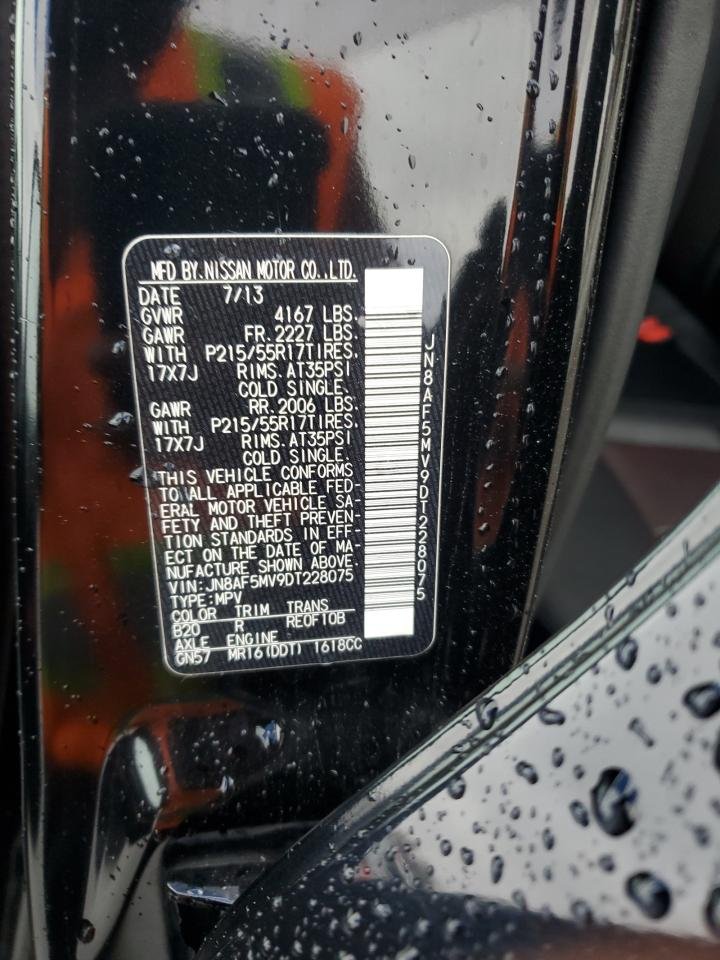 MFD BY.NISSAN MOTOR CO.,LTD.
DATE 7/13
GVWR 4167 LBS.
GAWR FR.2227 LBS.
WITH P215/55R17TIRES.
17X7J RIMS.AT35PSI
COLD SINGLE.
GAWR RR.2006 LBS.
WITH P215/55R17TIRES.
17X7J RIMS.AT35PSI
COLD SINGLE.
THIS VEHICLE CONFORMS
TO ALL APPLICABLE FED-
ERAL MOTOR VEHICLE SA-
FETY AND THEFT PREVEN-
TION STANDARDS IN EFF
ECT ON THE DATE OF MA-
NUFACTURE SHOWN ABOVE
VIN:JN8AF5MV9DT228075
TYPE:MPV
COLOR TRIM TRANS
B20 R REOF10B
AXLE ENGINE
GN57 MR16(DDT) 1618CC
JN8AF5MV9DT228075